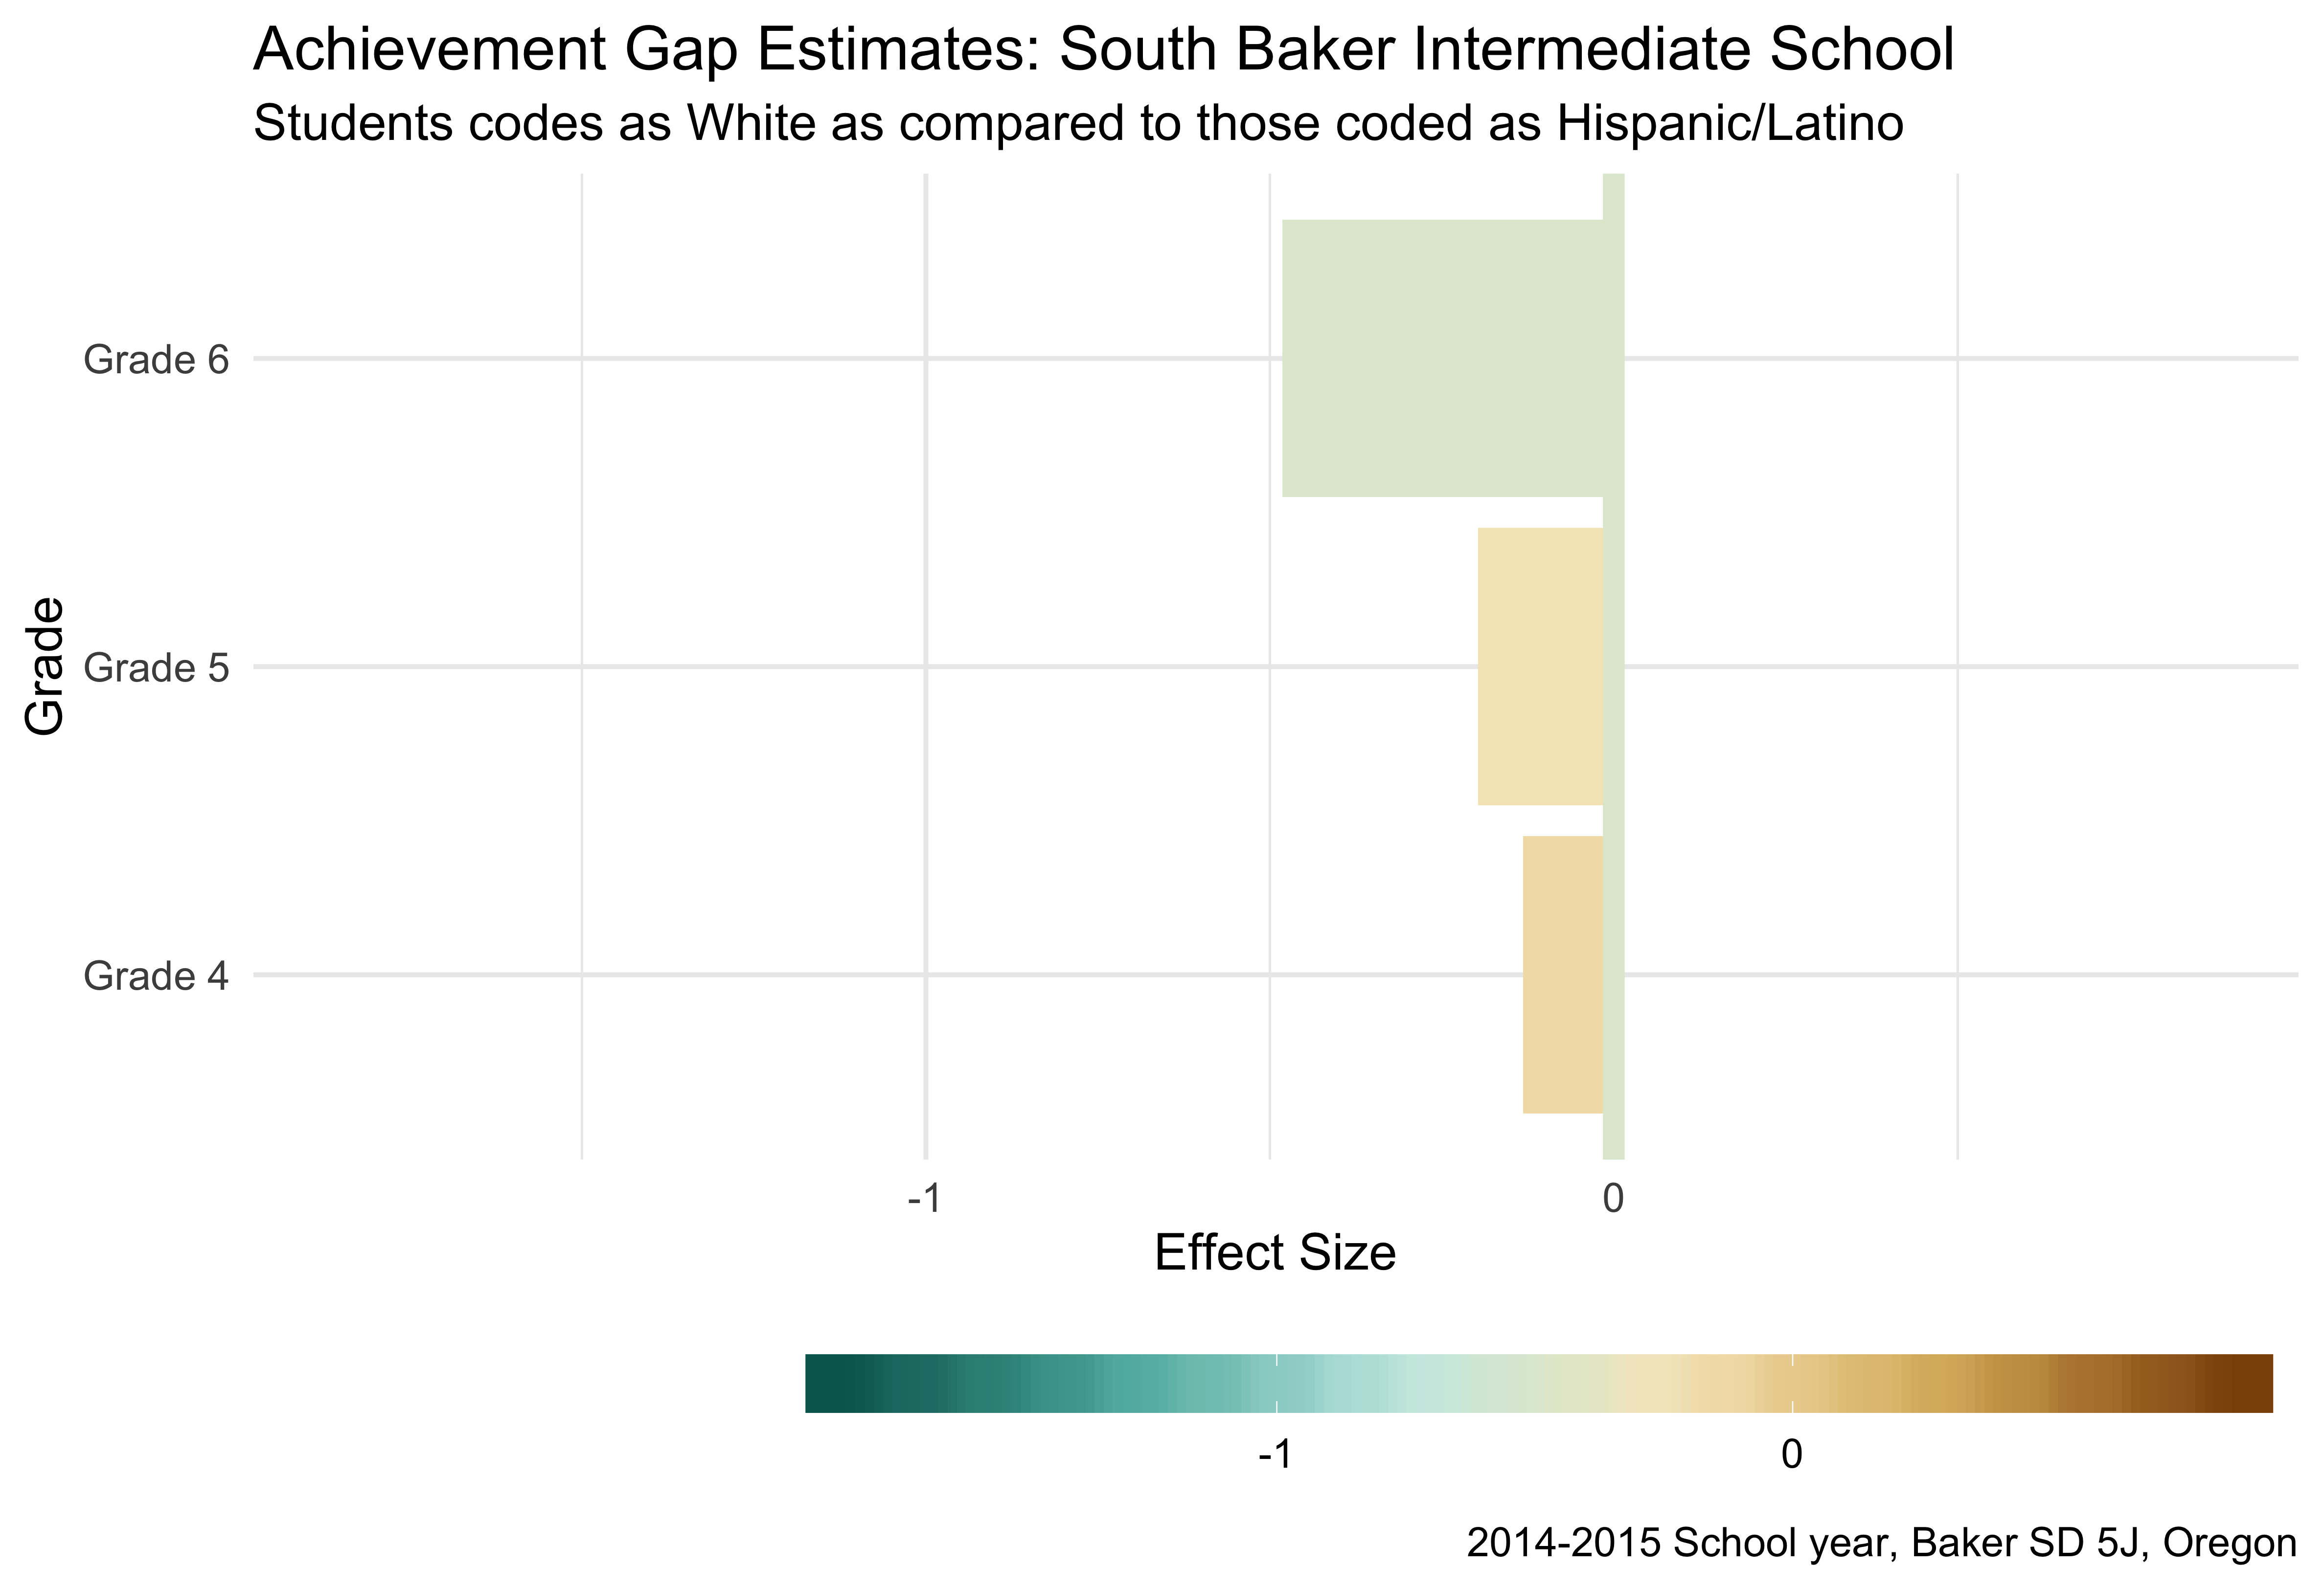 Achievement Gap Estimates: South Baker Intermediate School
Students codes as White as compared to those coded as Hispanic/Latino
Grade 6
Grade 5
Grade 4
Grade
-1
0
Effect Size
-1
0
2014-2015 School year, Baker SD 5J, Oregon